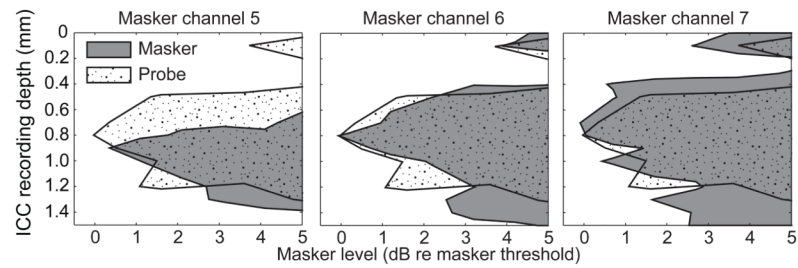 Masker channel 5 Masker channel 6 Masker channel 7
ICC recording depth (mm)
0
0.2
0.4
0.6
0.8
1.0
1.2
1.4
Masker
Probe
0 1 2 3 4 5 0 1 2 3 4 5 0 1 2 3 4 5
Masker level (dB re masker threshold)